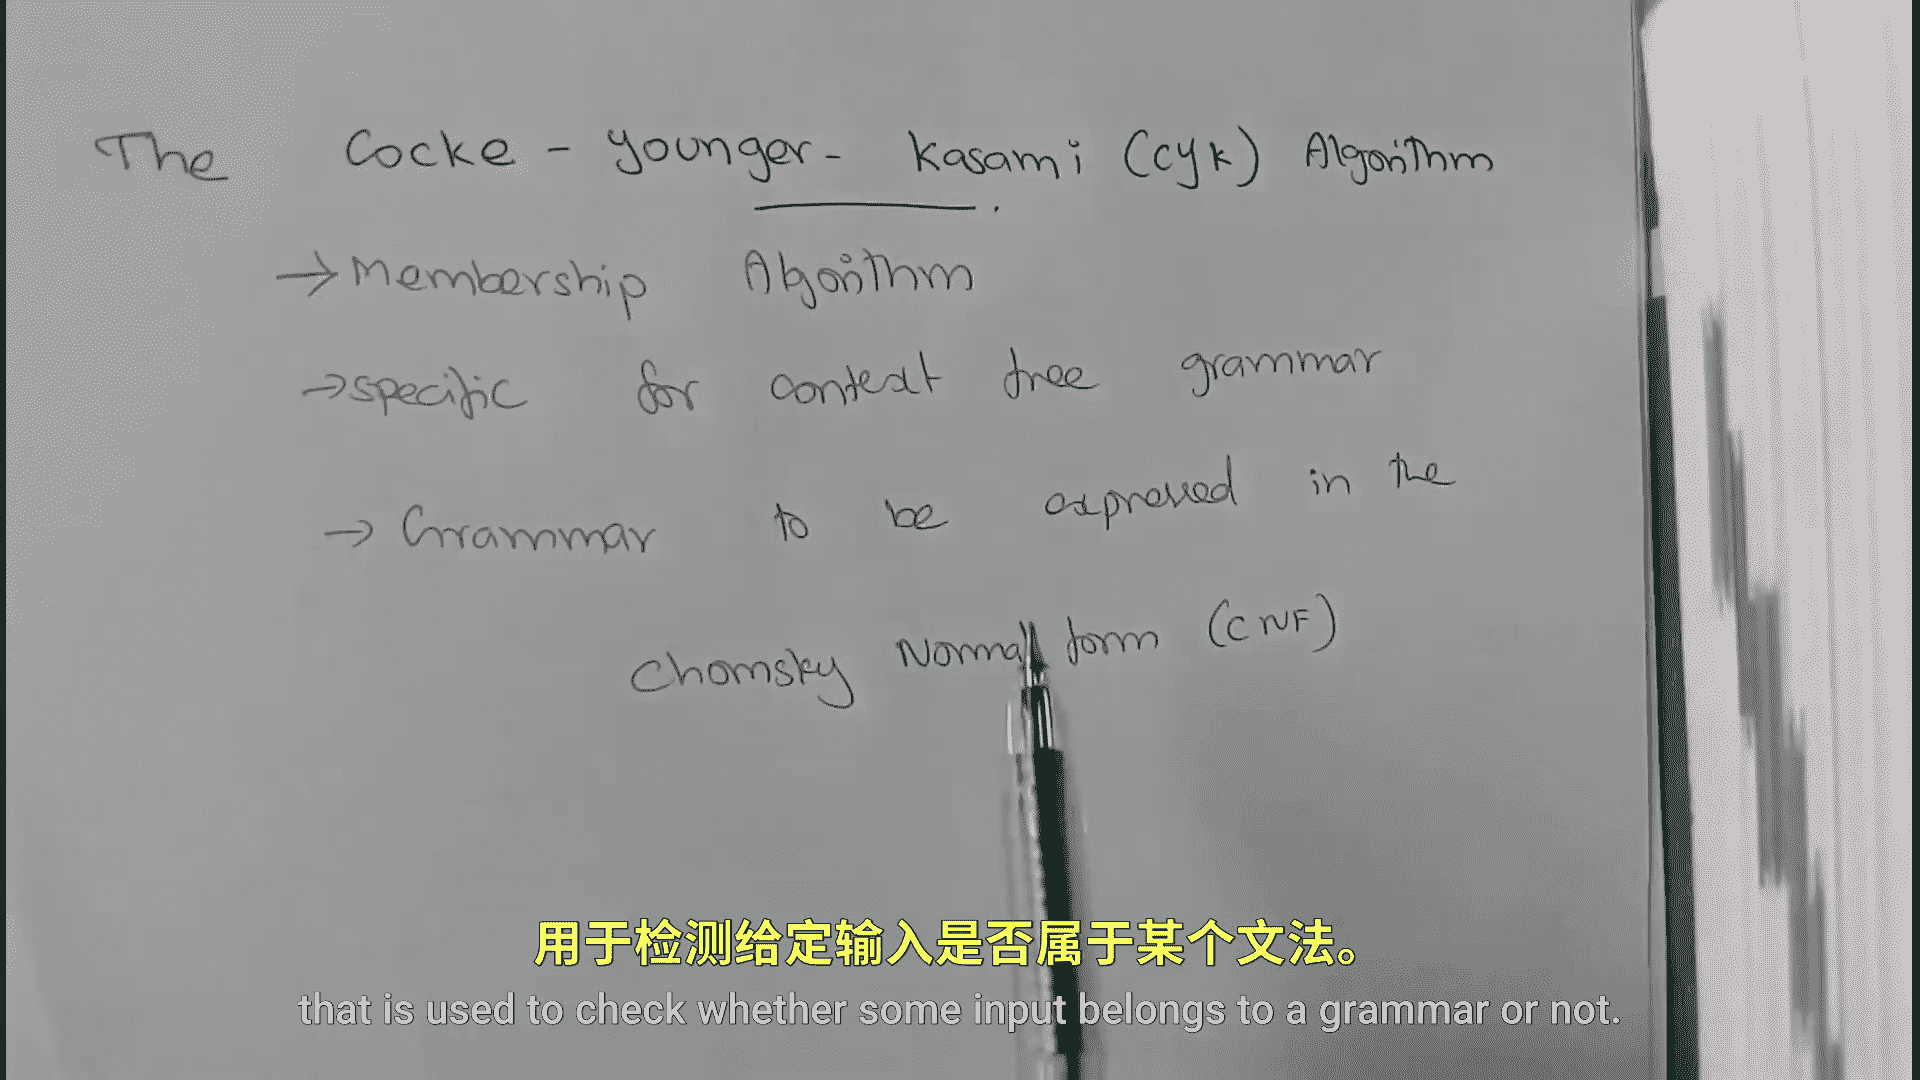 The Cocke - Younger - Kasami (CYK) Algorithm
→ Membership Algorithm
→ specific for context free grammar
→ Grammar to be expressed in the
Chomsky Normal form (CNF)
用于检测给定输入是否属于某个文法。
that is used to check whether some input belongs to a grammar or not.